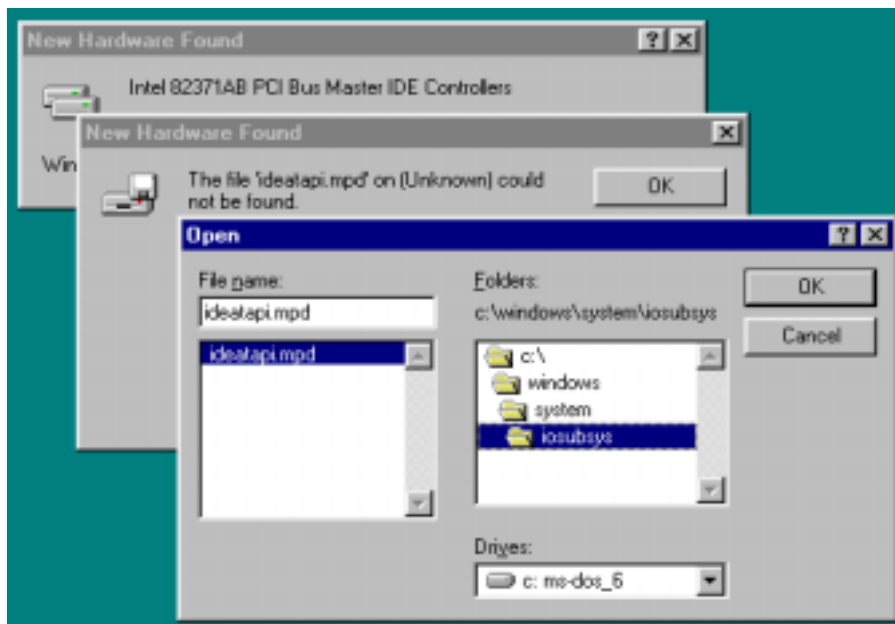 New Hardware Found
Intel 82371AB PCI Bus Master IDE Controllers
Win
New Hardware Found
The file 'ideatapi.mpd' on (Unknown) could
not be found.
OK
Open
File name:
ideatapi.mpd
ideatapi.mpd
Folders:
c:\windows\system\iosubsys
c:\
windows
system
iosubsys
Drives:
c: ms-dos_6
OK
Cancel